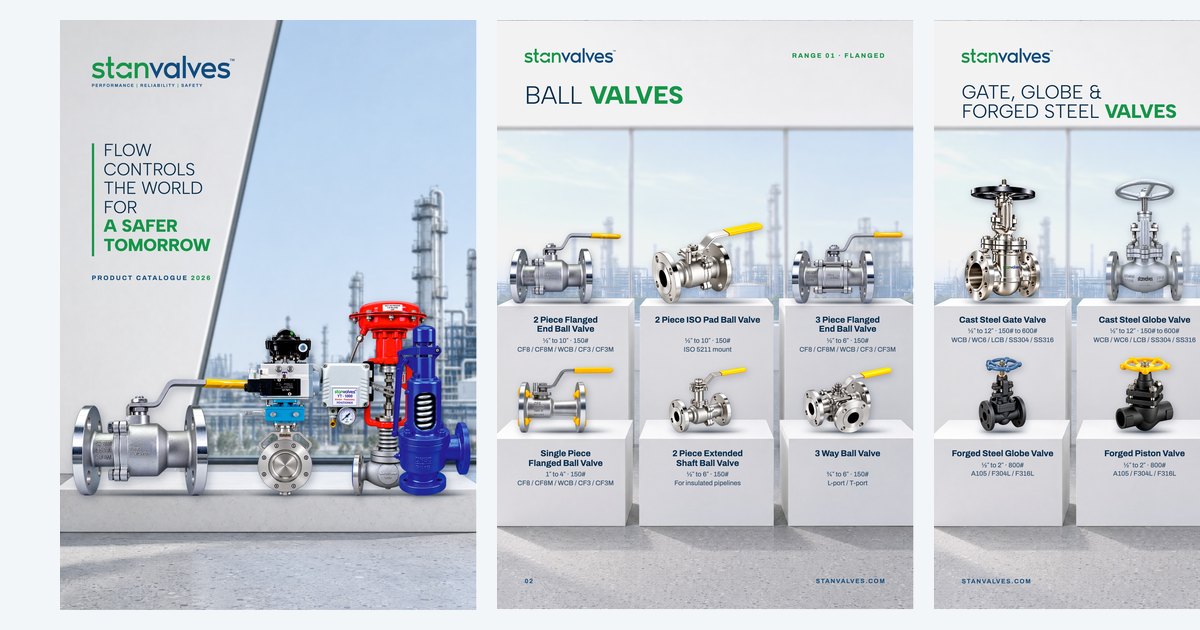 stanvalves™
PERFORMANCE | RELIABILITY | SAFETY
FLOW
CONTROLS
THE WORLD
FOR
A SAFER
TOMORROW
PRODUCT CATALOGUE 2026
stanvalves™
RANGE 01 · FLANGED
BALL VALVES
2 Piece Flanged
End Ball Valve
½" to 10" · 150#
CF8 / CF8M / WCB / CF3 / CF3M
2 Piece ISO Pad Ball Valve
½" to 10" · 150#
ISO 5211 mount
3 Piece Flanged
End Ball Valve
½" to 6" · 150#
CF8 / CF8M / WCB / CF3 / CF3M
Single Piece
Flanged Ball Valve
1" to 4" · 150#
CF8 / CF8M / WCB / CF3 / CF3M
2 Piece Extended
Shaft Ball Valve
½" to 6" · 150#
For insulated pipelines
3 Way Ball Valve
¾" to 6" · 150#
L-port / T-port
02
STANVALVES.COM
stanvalves™
GATE, GLOBE &
FORGED STEEL VALVES
Cast Steel Gate Valve
½" to 12" · 150# to 600#
WCB / WC6 / LCB / SS304 / SS316
Cast Steel Globe Valve
½" to 12" · 150# to 600#
WCB / WC6 / LCB / SS304 / SS316
Forged Steel Globe Valve
½" to 2" · 800#
A105 / F304L / F316L
Forged Piston Valve
½" to 2" · 800#
A105 / F304L / F316L
STANVALVES.COM